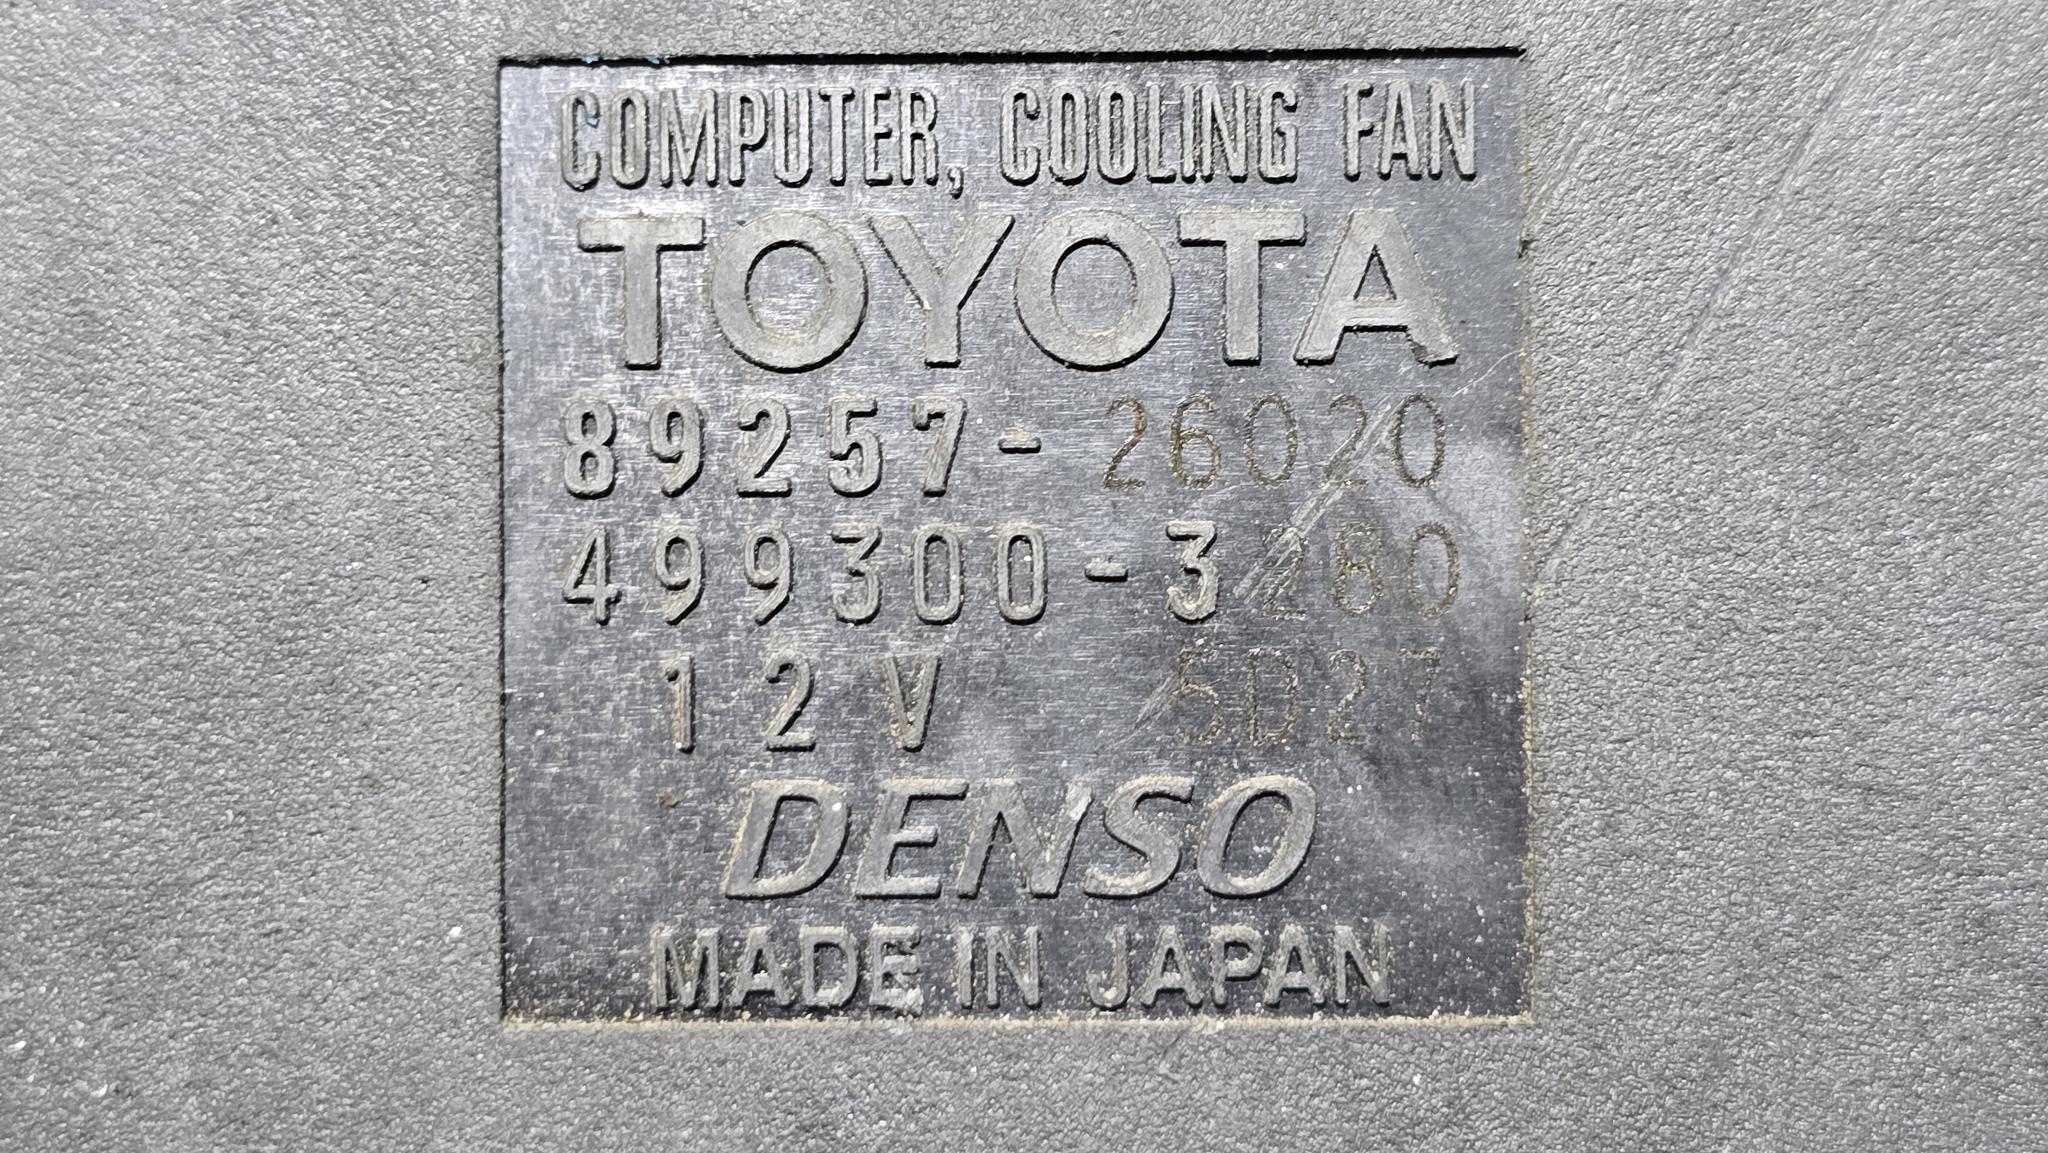 COMPUTER, COOLING FAN
TOYOTA
89257-26020
499300-3280
12V 5D27
DENSO
MADE IN JAPAN